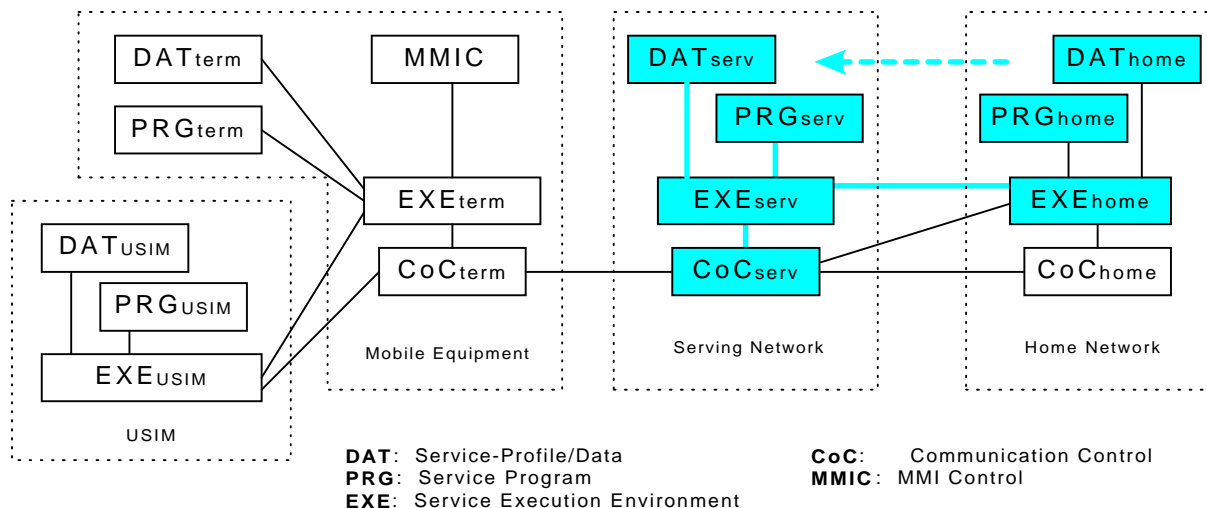 DATterm
MMIC
DATserv
DAThome
PRGterm
PRGserv
PRGhome
EXEterm
EXEserv
EXEhome
DATUSIM
CoCterm
CoCserv
CoChome
PRGUSIM
Mobile Equipment
Serving Network
Home Network
EXEUSIM
USIM
DAT: Service-Profile/Data
CoC: Communication Control
PRG: Service Program
MMIC: MMI Control
EXE: Service Execution Environment